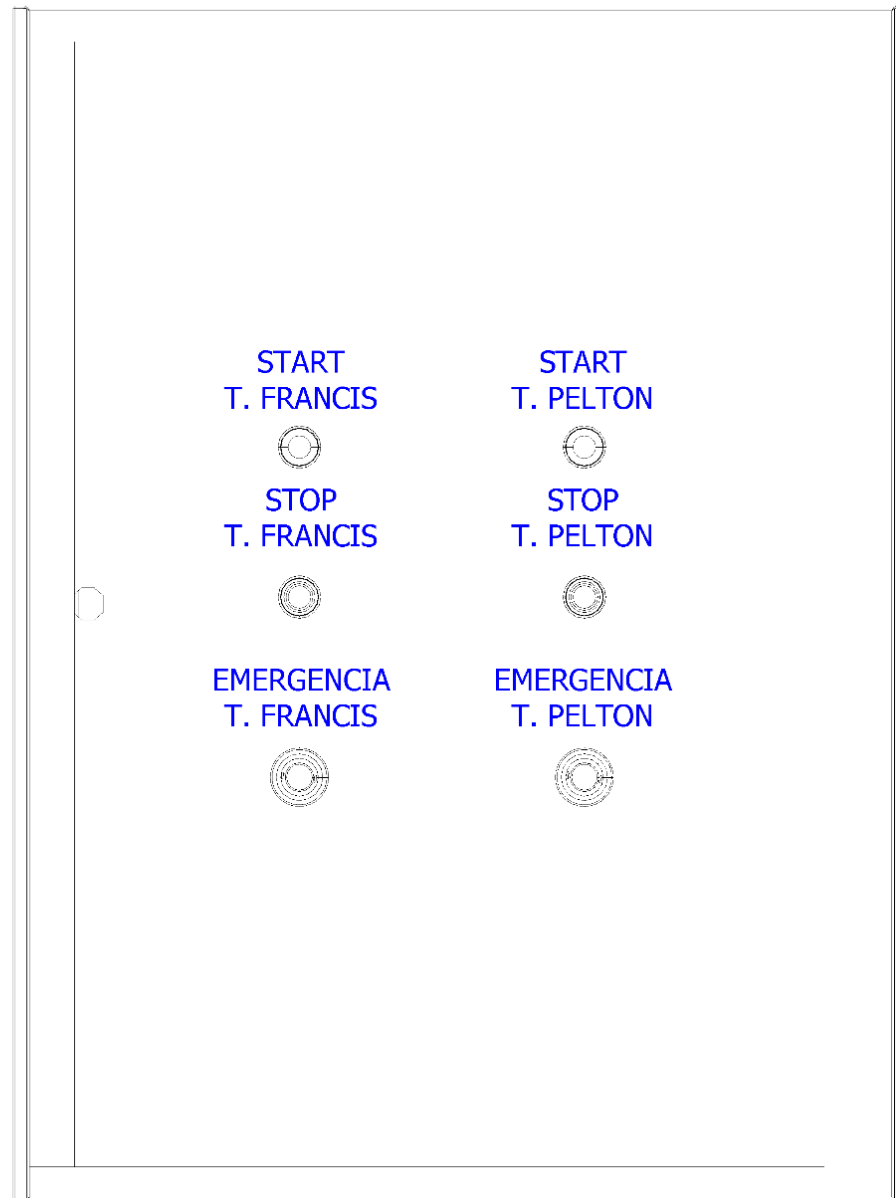 START
T. FRANCIS
START
T. PELTON
STOP
T. FRANCIS
STOP
T. PELTON
EMERGENCIA
T. FRANCIS
EMERGENCIA
T. PELTON